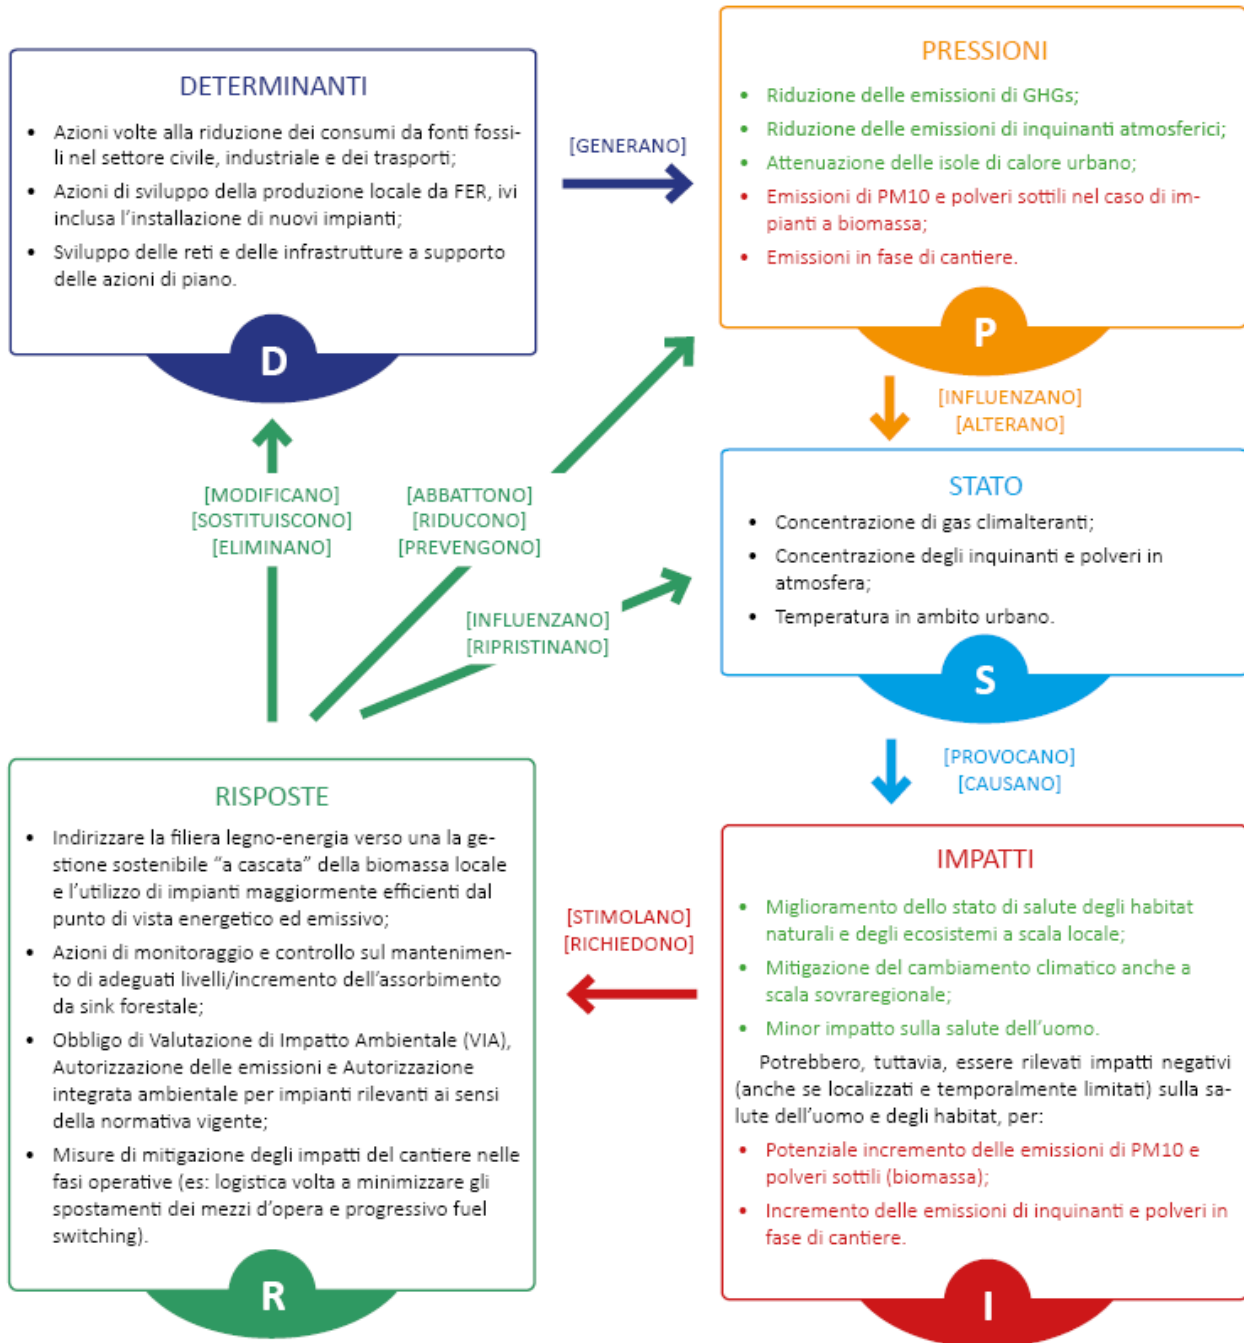 DETERMINANTI
• Azioni volte alla riduzione dei consumi da fonti fossi-
li nel settore civile, industriale e dei trasporti;
• Azioni di sviluppo della produzione locale da FER, ivi
inclusa l'installazione di nuovi impianti;
• Sviluppo delle reti e delle infrastrutture a supporto
delle azioni di piano.
D
[GENERANO]
PRESSIONI
• Riduzione delle emissioni di GHGs;
• Riduzione delle emissioni di inquinanti atmosferici;
• Attenuazione delle isole di calore urbano;
• Emissioni di PM10 e polveri sottili nel caso di im-
pianti a biomassa;
• Emissioni in fase di cantiere.
P
[INFLUENZANO]
[ALTERANO]
STATO
• Concentrazione di gas climalteranti;
• Concentrazione degli inquinanti e polveri in
atmosfera;
• Temperatura in ambito urbano.
S
[PROVOCANO]
[CAUSANO]
IMPATTI
• Miglioramento dello stato di salute degli habitat
naturali e degli ecosistemi a scala locale;
• Mitigazione del cambiamento climatico anche a
scala sovraregionale;
• Minor impatto sulla salute dell'uomo.
Potrebbero, tuttavia, essere rilevati impatti negativi
(anche se localizzati e temporalmente limitati) sulla sa-
lute dell'uomo e degli habitat, per:
• Potenziale incremento delle emissioni di PM10 e
polveri sottili (biomassa);
• Incremento delle emissioni di inquinanti e polveri in
fase di cantiere.
I
[STIMOLANO]
[RICHIEDONO]
RISPOSTE
• Indirizzare la filiera legno-energia verso una la ge-
stione sostenibile "a cascata" della biomassa locale
e l'utilizzo di impianti maggiormente efficienti dal
punto di vista energetico ed emissivo;
• Azioni di monitoraggio e controllo sul mantenimen-
to di adeguati livelli/incremento dell'assorbimento
da sink forestale;
• Obbligo di Valutazione di Impatto Ambientale (VIA),
Autorizzazione delle emissioni e Autorizzazione
integrata ambientale per impianti rilevanti ai sensi
della normativa vigente;
• Misure di mitigazione degli impatti del cantiere nelle
fasi operative (es: logistica volta a minimizzare gli
spostamenti dei mezzi d'opera e progressivo fuel
switching).
R
[MODIFICANO]
[SOSTITUISCONO]
[ELIMINANO]
[ABBATTONO]
[RIDUCONO]
[PREVENGONO]
[INFLUENZANO]
[RIPRISTINANO]